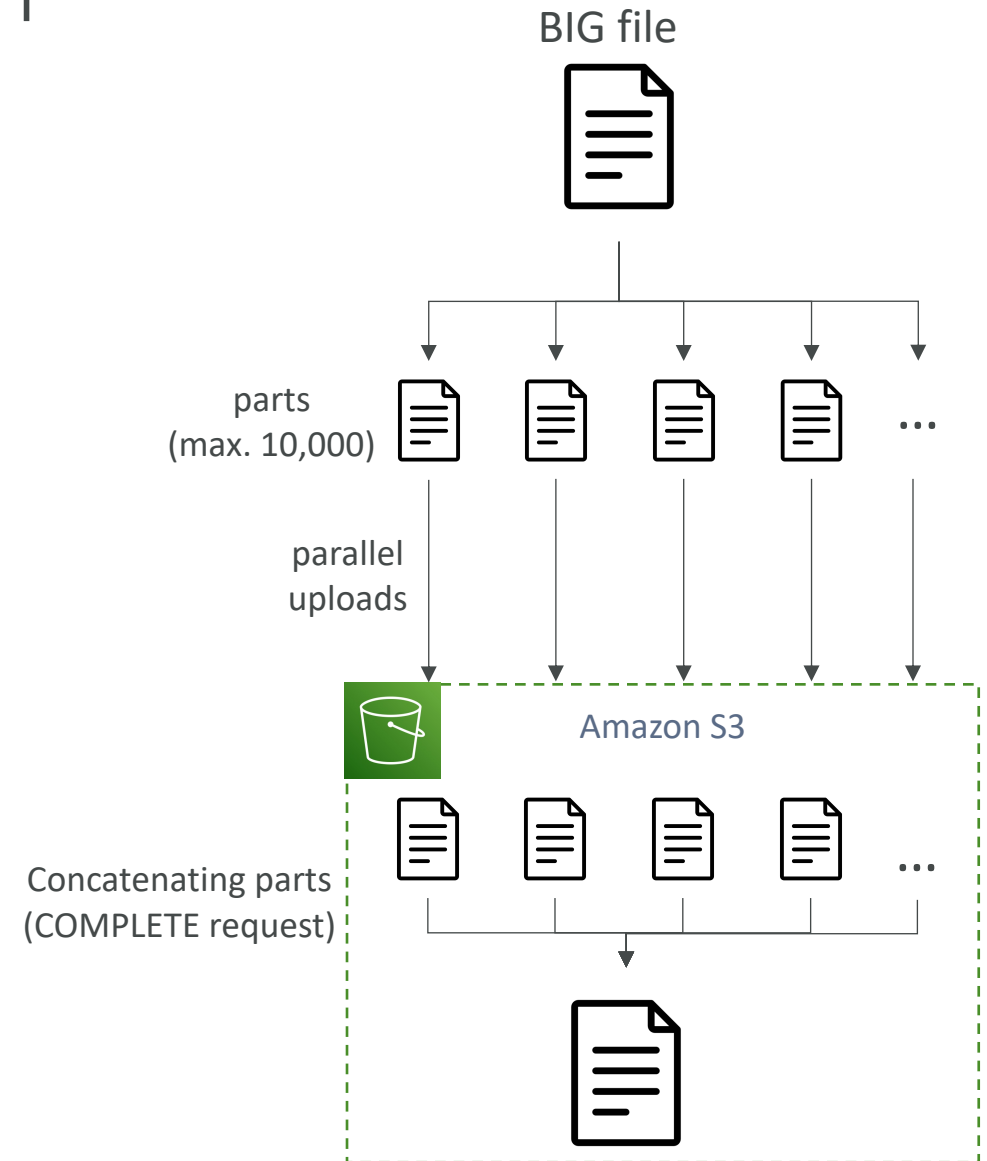 BIG file
parts
(max. 10,000)
...
parallel
uploads
Amazon S3
...
Concatenating parts
(COMPLETE request)